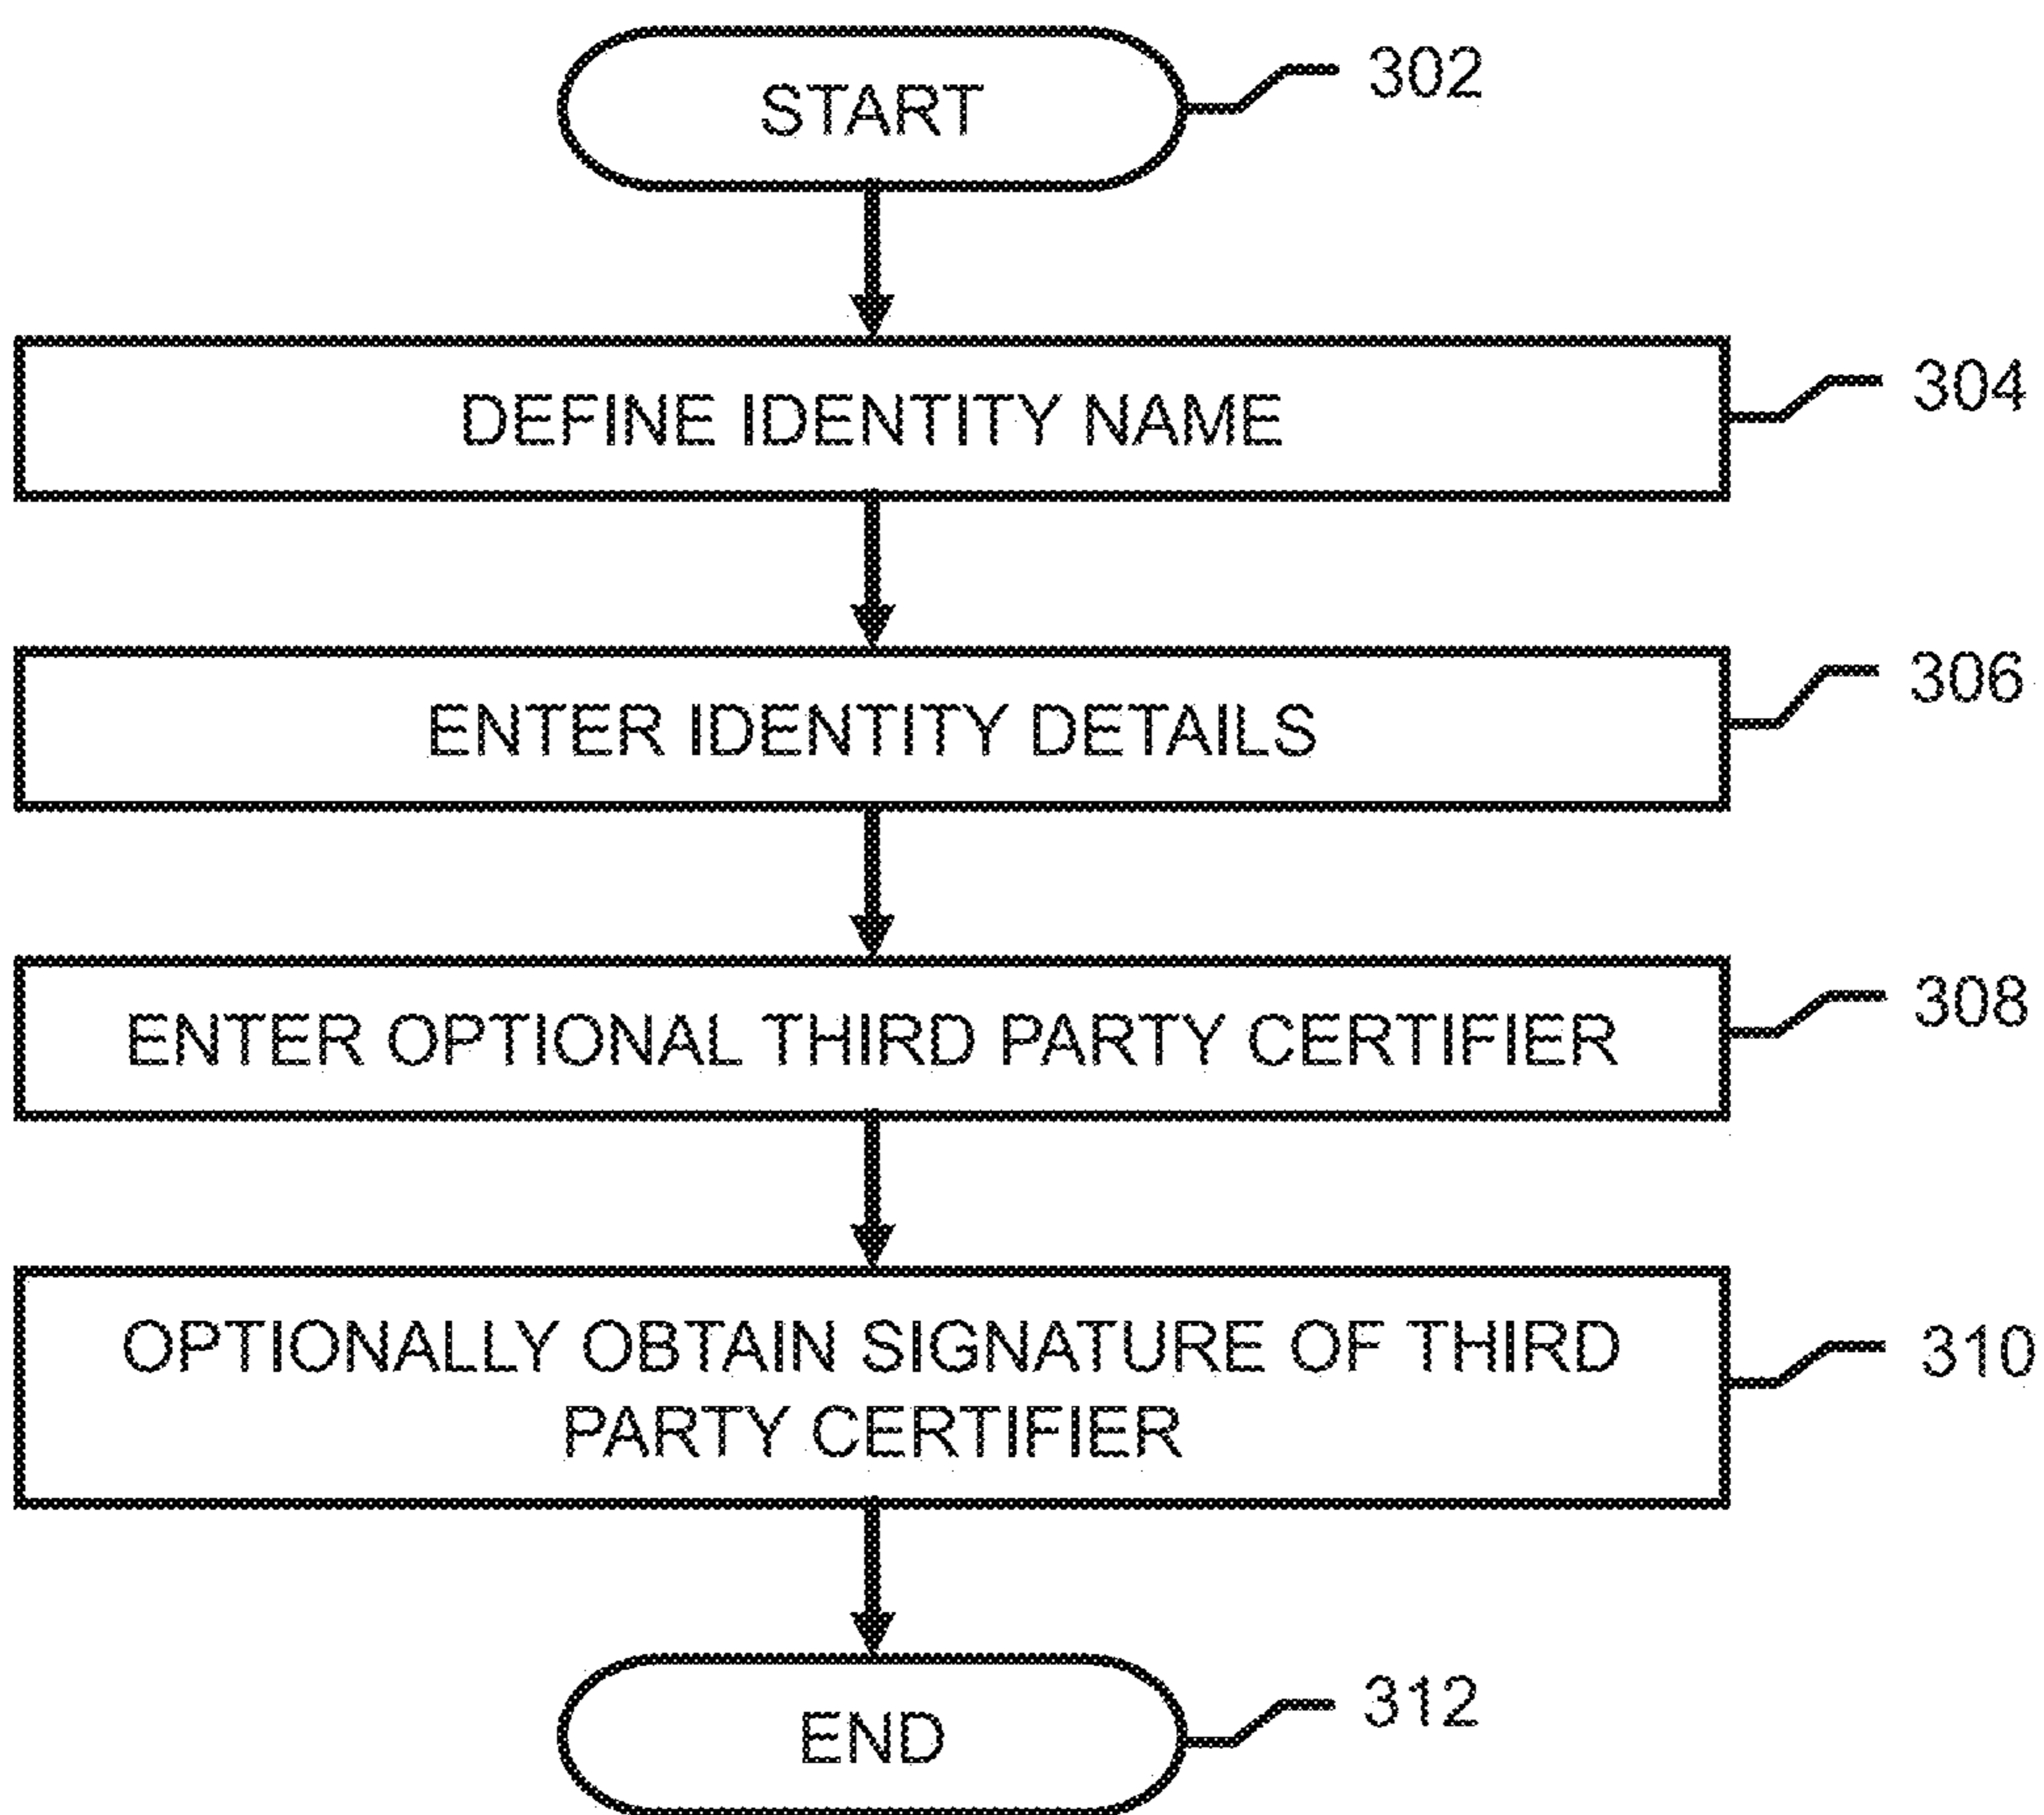 START
302
DEFINE IDENTITY NAME
304
ENTER IDENTITY DETAILS
306
ENTER OPTIONAL THIRD PARTY CERTIFIER
308
OPTIONALLY OBTAIN SIGNATURE OF THIRD
PARTY CERTIFIER
310
END
312